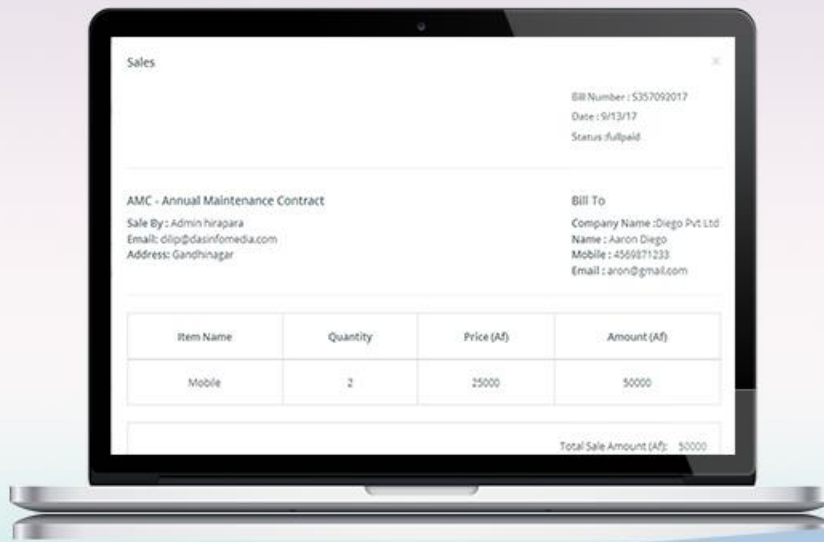 Sales
Bill Number : S357092017
Date : 9/13/17
Status :fullpaid
AMC - Annual Maintenance Contract
Sale By : Admin hirapara
Email: dilip@dasinfomedia.com
Address: Gandhinagar
Bill To
Company Name :Diego Pvt Ltd
Name : Aaron Diego
Mobile : 4569871233
Email : aron@gmail.com
Item Name Quantity Price (Af) Amount (Af)
Mobile 2 25000 50000
Total Sale Amount (Af): 50000